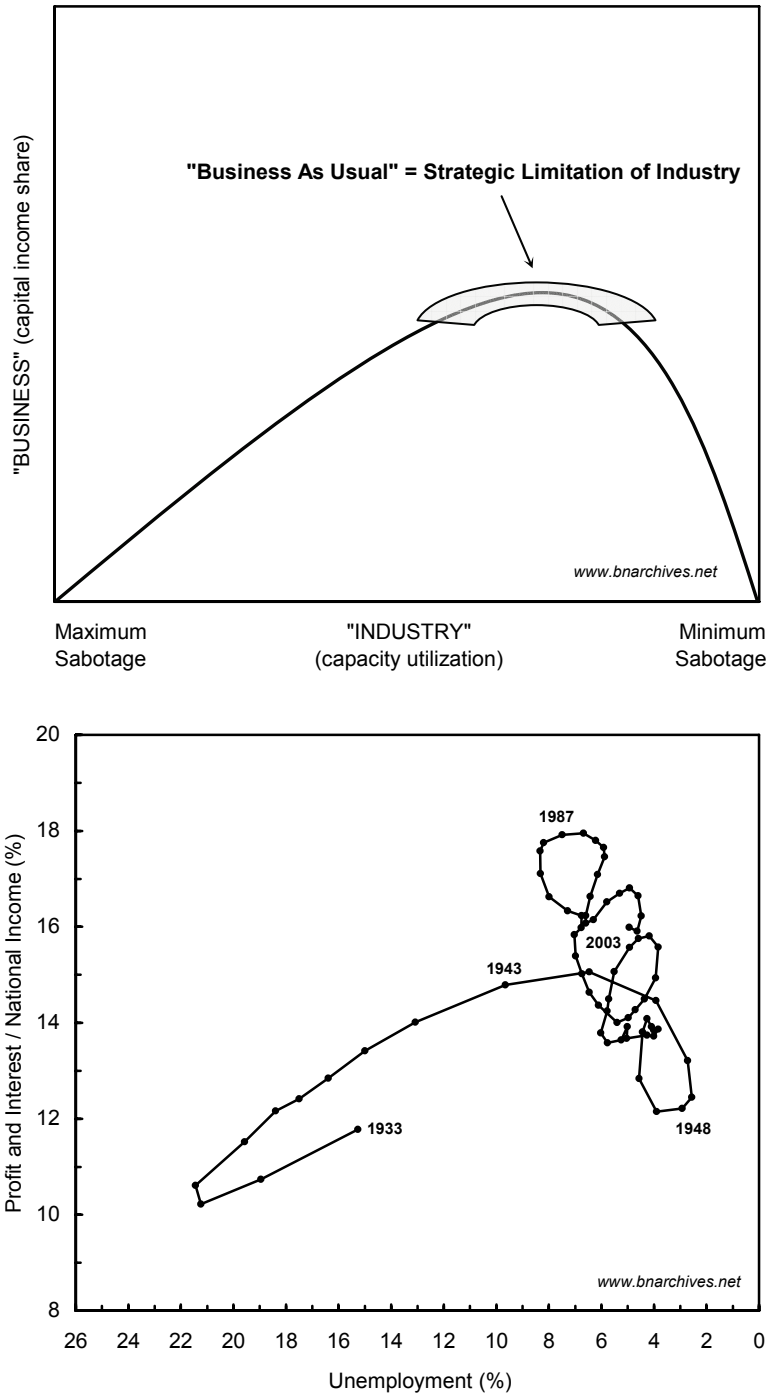 "BUSINESS" (capital income share)
"Business As Usual" = Strategic Limitation of Industry
www.bnarchives.net
Maximum
Sabotage
"INDUSTRY"
(capacity utilization)
Minimum
Sabotage
Profit and Interest / National Income (%)
20
18
16
14
12
10
8
1987
2003
1943
1933
1948
www.bnarchives.net
26 24 22 20 18 16 14 12 10 8 6 4 2 0
Unemployment (%)